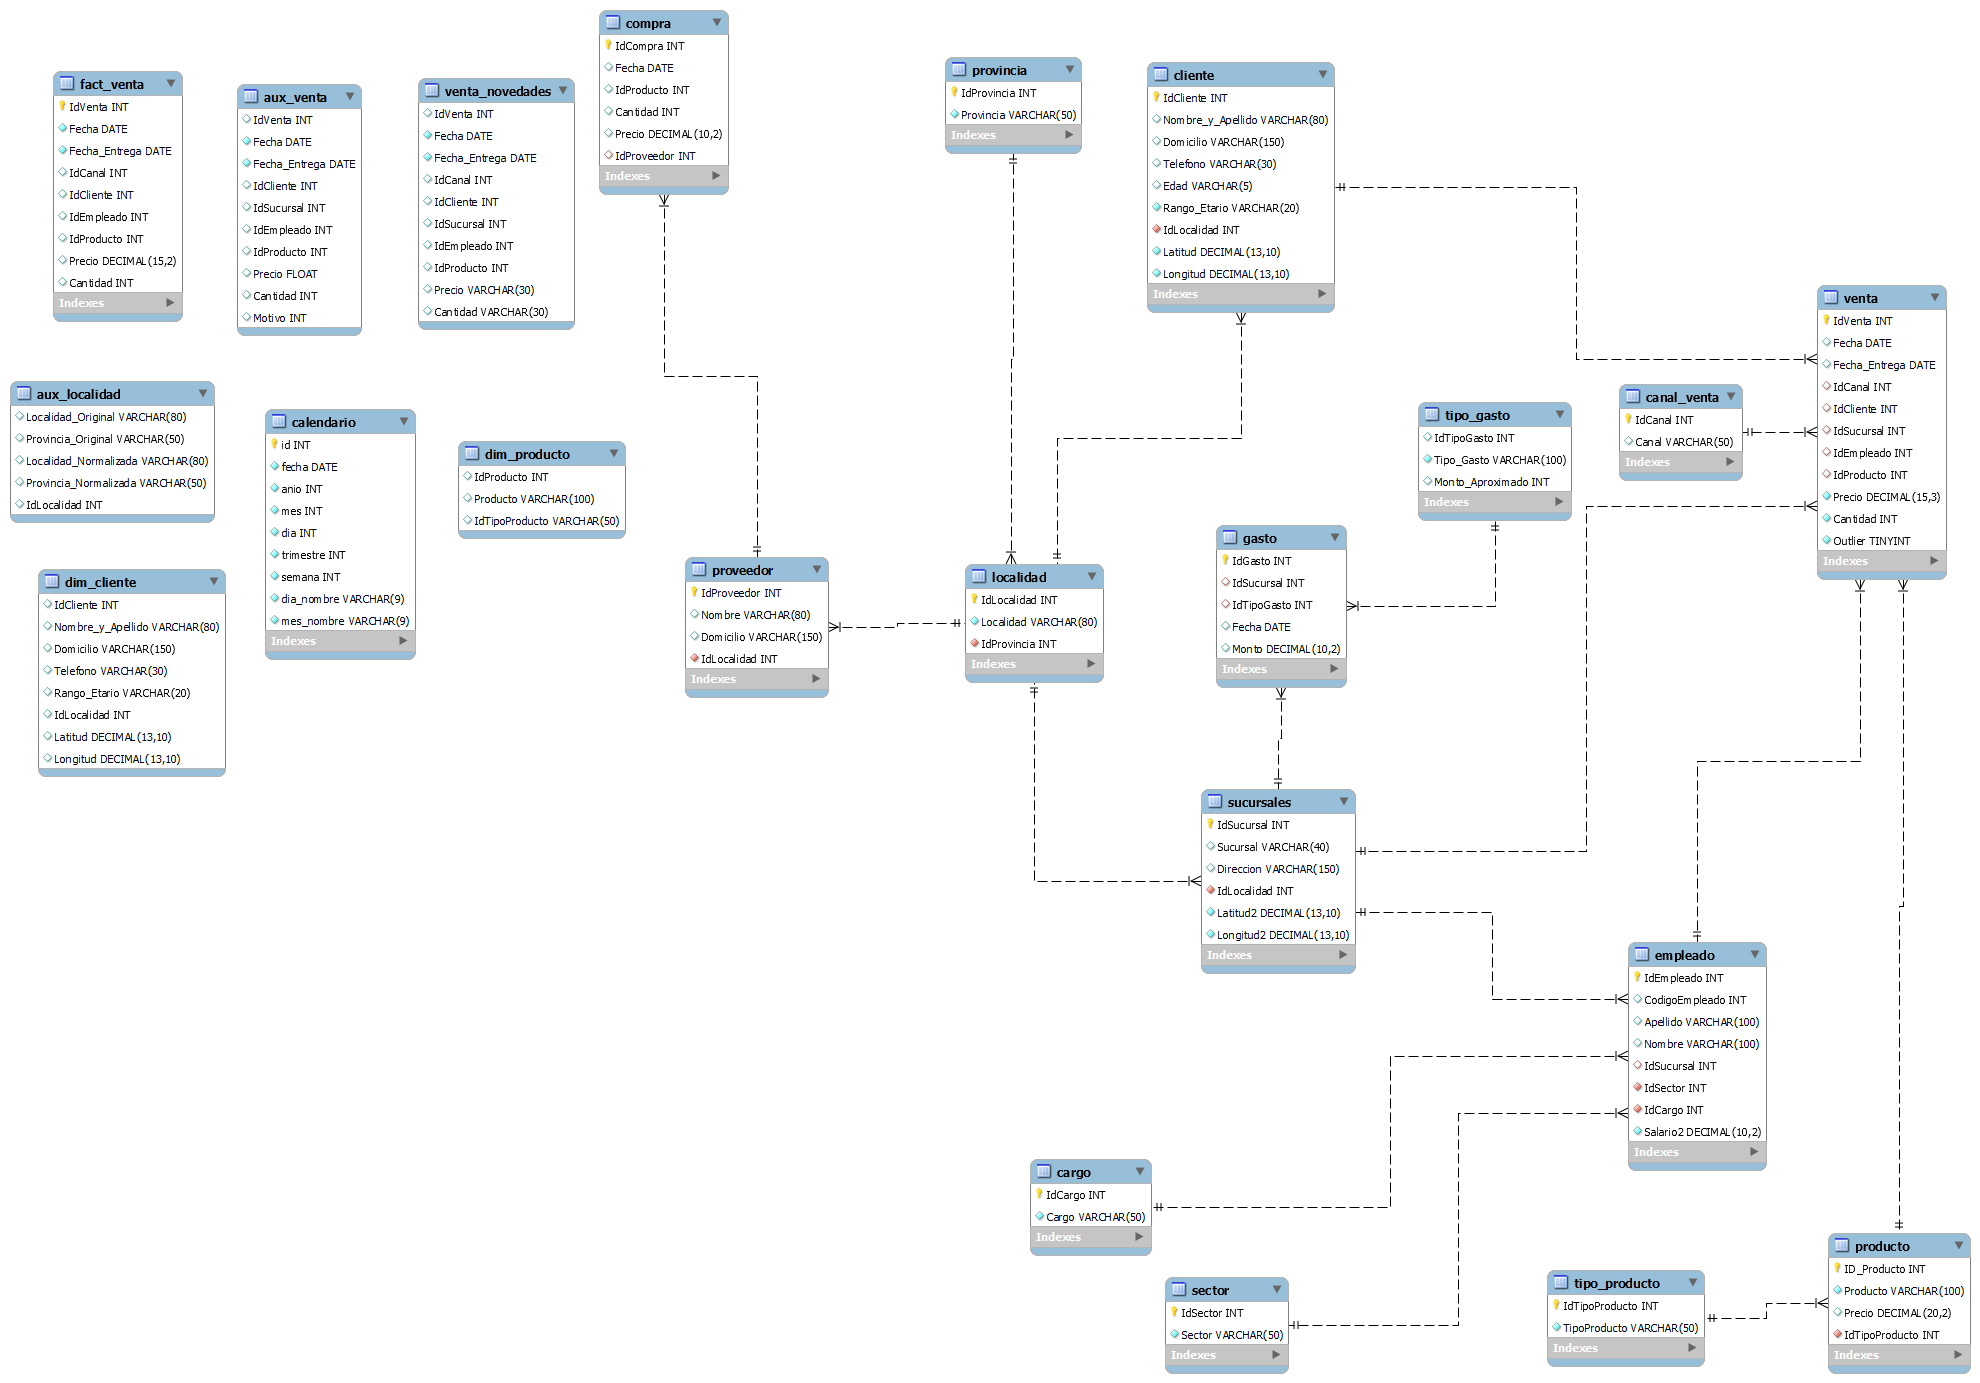 fact_venta
IdVenta INT
Fecha DATE
Fecha_Entrega DATE
IdCanal INT
IdCliente INT
IdEmpleado INT
IdProducto INT
Precio DECIMAL(15,2)
Cantidad INT
Indexes
aux_venta
IdVenta INT
Fecha DATE
Fecha_Entrega DATE
IdCliente INT
IdSucursal INT
IdEmpleado INT
IdProducto INT
Precio FLOAT
Cantidad INT
Motivo INT
venta_novedades
IdVenta INT
Fecha DATE
Fecha_Entrega DATE
IdCanal INT
IdCliente INT
IdSucursal INT
IdEmpleado INT
IdProducto INT
Precio VARCHAR(30)
Cantidad VARCHAR(30)
compra
IdCompra INT
Fecha DATE
IdProducto INT
Cantidad INT
Precio DECIMAL(10,2)
IdProveedor INT
Indexes
provincia
IdProvincia INT
Provincia VARCHAR(50)
Indexes
cliente
IdCliente INT
Nombre_y_Apellido VARCHAR(80)
Domicilio VARCHAR(150)
Telefono VARCHAR(30)
Edad VARCHAR(5)
Rango_Etario VARCHAR(20)
IdLocalidad INT
Latitud DECIMAL(13,10)
Longitud DECIMAL(13,10)
Indexes
venta
IdVenta INT
Fecha DATE
Fecha_Entrega DATE
IdCanal INT
IdCliente INT
IdSucursal INT
IdEmpleado INT
IdProducto INT
Precio DECIMAL(15,3)
Cantidad INT
Outlier TINYINT
Indexes
aux_localidad
Localidad_Original VARCHAR(80)
Provincia_Original VARCHAR(50)
Localidad_Normalizada VARCHAR(80)
Provincia_Normalizada VARCHAR(50)
IdLocalidad INT
calendario
id INT
fecha DATE
anio INT
mes INT
dia INT
trimestre INT
semana INT
dia_nombre VARCHAR(9)
mes_nombre VARCHAR(9)
Indexes
dim_producto
IdProducto INT
Producto VARCHAR(100)
IdTipoProducto VARCHAR(50)
canal_venta
IdCanal INT
Canal VARCHAR(50)
Indexes
tipo_gasto
IdTipoGasto INT
Tipo_Gasto VARCHAR(100)
Monto_Aproximado INT
Indexes
dim_cliente
IdCliente INT
Nombre_y_Apellido VARCHAR(80)
Domicilio VARCHAR(150)
Telefono VARCHAR(30)
Rango_Etario VARCHAR(20)
IdLocalidad INT
Latitud DECIMAL(13,10)
Longitud DECIMAL(13,10)
proveedor
IdProveedor INT
Nombre VARCHAR(80)
Domicilio VARCHAR(150)
IdLocalidad INT
Indexes
localidad
IdLocalidad INT
Localidad VARCHAR(80)
IdProvincia INT
Indexes
gasto
IdGasto INT
IdSucursal INT
IdTipoGasto INT
Fecha DATE
Monto DECIMAL(10,2)
Indexes
sucursales
IdSucursal INT
Sucursal VARCHAR(40)
Direccion VARCHAR(150)
IdLocalidad INT
Latitud2 DECIMAL(13,10)
Longitud2 DECIMAL(13,10)
Indexes
empleado
IdEmpleado INT
CodigoEmpleado INT
Apellido VARCHAR(100)
Nombre VARCHAR(100)
IdSucursal INT
IdSector INT
IdCargo INT
Salario2 DECIMAL(10,2)
Indexes
cargo
IdCargo INT
Cargo VARCHAR(50)
Indexes
sector
IdSector INT
Sector VARCHAR(50)
Indexes
tipo_producto
IdTipoProducto INT
TipoProducto VARCHAR(50)
Indexes
producto
ID_Producto INT
Producto VARCHAR(100)
Precio DECIMAL(20,2)
IdTipoProducto INT
Indexes